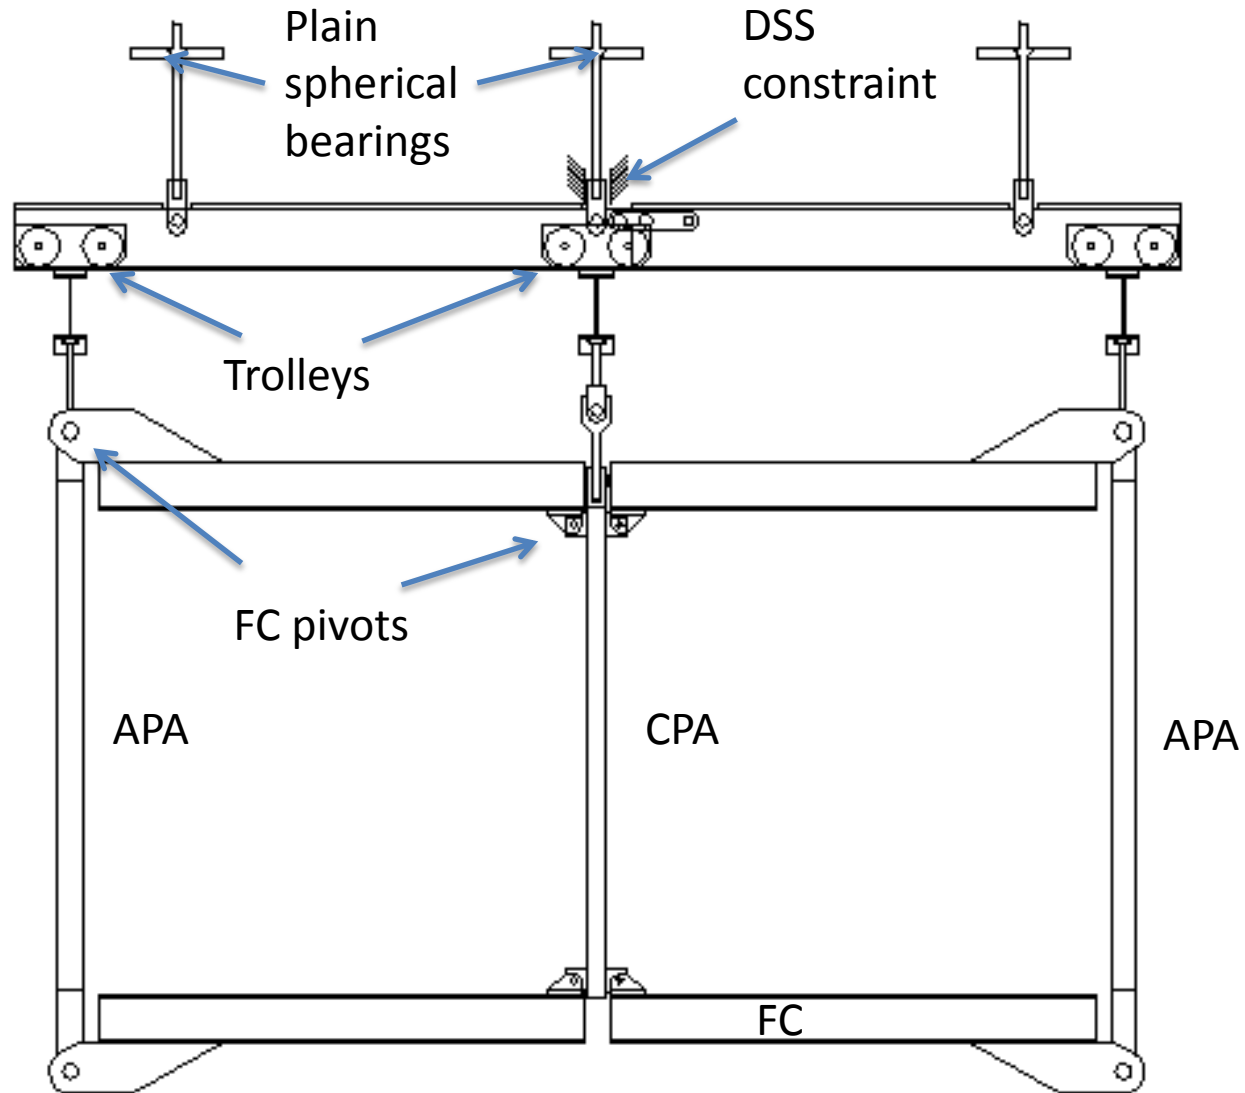 Plain
spherical
bearings
DSS
constraint
Trolleys
FC pivots
APA
CPA
APA
FC